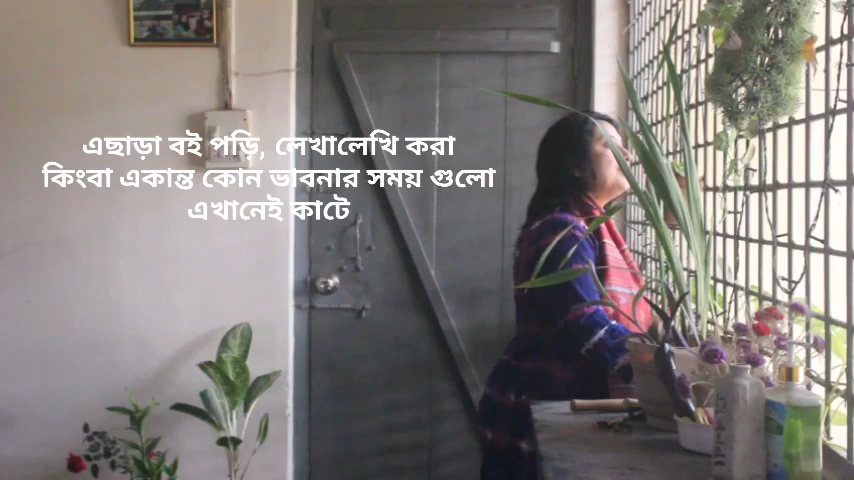 এছাড়া বই পড়ি, লেখালেখি করা
কিংবা একান্ত কোন ভাবনার সময় গুলো
এখানেই কাটে